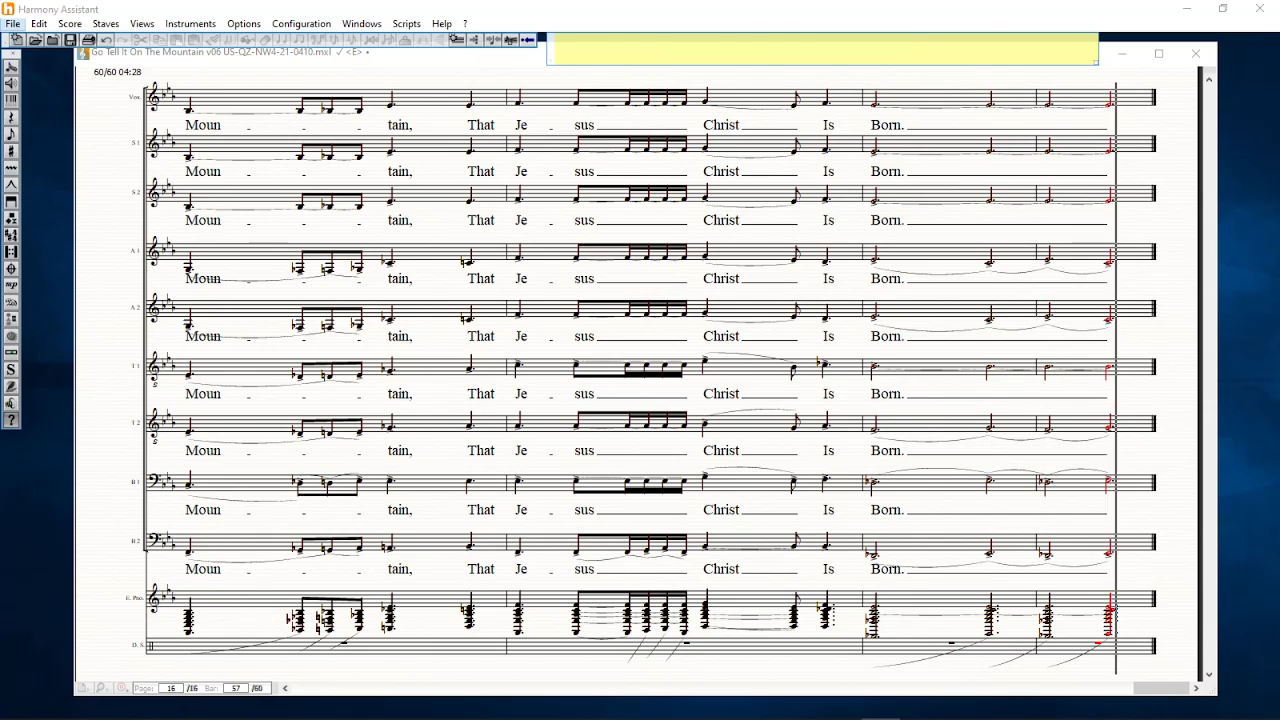 Harmony Assistant
File Edit Score Staves Views Instruments Options Configuration Windows Scripts Help ?
Go Tell It On The Mountain v06 US-QZ-NW4-21-0410.mxl ✓ <E> •
60/60 04:28
Vox.
Moun - - - tain, That Je - sus Christ Is Born.
S 1
Moun - - - tain, That Je - sus Christ Is Born.
S 2
Moun - - - tain, That Je - sus Christ Is Born.
A 1
Moun - - - tain, That Je - sus Christ Is Born.
A 2
Moun - - - tain, That Je - sus Christ Is Born.
T 1
Moun - - - tain, That Je - sus Christ Is Born.
T 2
Moun - - - tain, That Je - sus Christ Is Born.
B 1
Moun - - - tain, That Je - sus Christ Is Born.
B 2
Moun - - - tain, That Je - sus Christ Is Born.
E. Pno.
D. S
Page: 16 /16 Bar: 57 /60